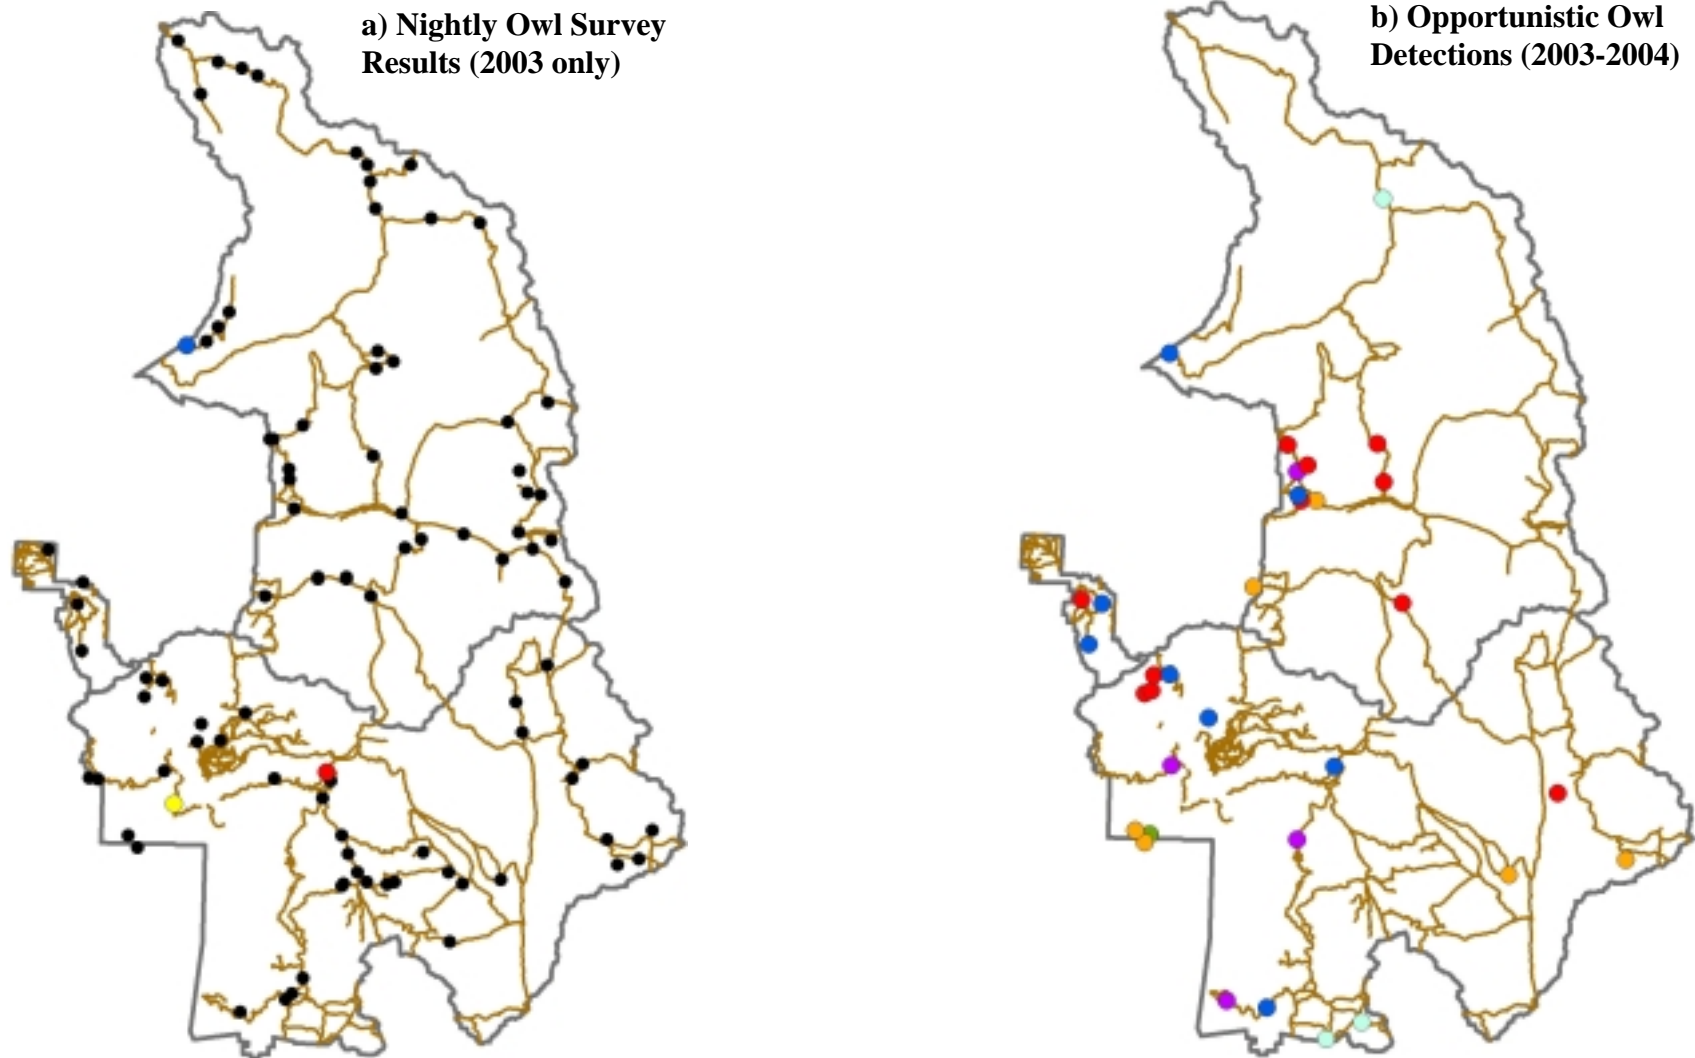 a) Nightly Owl Survey
Results (2003 only)
b) Opportunistic Owl
Detections (2003-2004)